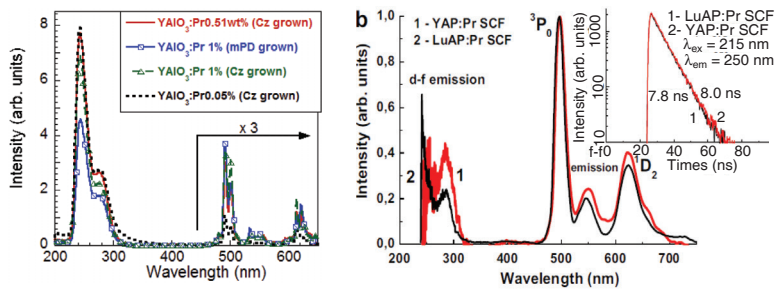 YAlO3:Pr0.51wt% (Cz grown)
YAlO3:Pr 1% (mPD grown)
YAlO3:Pr 1% (Cz grown)
YAlO3:Pr0.05% (Cz grown)
x 3
Intensity (arb. units)
8
6
4
2
0
200 300 400 500 600
Wavelength (nm)
b
1 - YAP:Pr SCF
2 - LuAP:Pr SCF
d-f emission
3P0
2
1
f-f
emission
1D2
Intensity (arb. units)
1,0
0,8
0,6
0,4
0,2
0,0
200 300 400 500 600 700
Wavelength (nm)
1- LuAP:Pr SCF
2- YAP:Pr SCF
λex = 215 nm
λem = 250 nm
7.8 ns
8.0 ns
1
2
Intensity (arb. units)
1000
100
10
0 20 40 60 80 100
Times (ns)